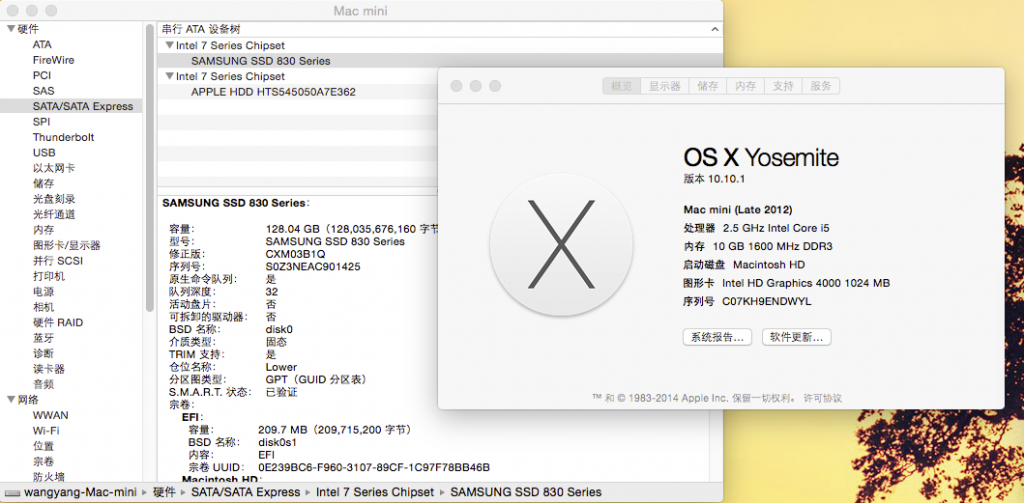 Mac mini
硬件
ATA
FireWire
PCI
SAS
SATA/SATA Express
SPI
Thunderbolt
USB
以太网卡
储存
光盘刻录
光纤通道
内存
图形卡/显示器
并行 SCSI
打印机
电源
相机
硬件 RAID
蓝牙
诊断
读卡器
音频
网络
WWAN
Wi-Fi
位置
宗卷
防火墙
串行 ATA 设备树
Intel 7 Series Chipset
SAMSUNG SSD 830 Series
Intel 7 Series Chipset
APPLE HDD HTS545050A7E362
SAMSUNG SSD 830 Series:
容量： 128.04 GB（128,035,676,160 字节
型号： SAMSUNG SSD 830 Series
修正版： CXM03B1Q
序列号： S0Z3NEAC901425
原生命令队列： 是
队列深度： 32
活动盘片： 否
可拆卸的驱动器： 否
BSD 名称： disk0
介质类型： 固态
TRIM 支持： 是
仓位名称： Lower
分区图类型： GPT（GUID 分区表）
S.M.A.R.T. 状态： 已验证
宗卷：
EFI：
容量： 209.7 MB（209,715,200 字节）
BSD 名称： disk0s1
内容： EFI
宗卷 UUID： 0E239BC6-F960-3107-89CF-1C97F78BB46B
Macintosh HD:
wangyang-Mac-mini ▸ 硬件 ▸ SATA/SATA Express ▸ Intel 7 Series Chipset ▸ SAMSUNG SSD 830 Series
概览 显示器 储存 内存 支持 服务
OS X Yosemite
版本 10.10.1
Mac mini (Late 2012)
处理器 2.5 GHz Intel Core i5
内存 10 GB 1600 MHz DDR3
启动磁盘 Macintosh HD
图形卡 Intel HD Graphics 4000 1024 MB
序列号 C07KH9ENDWYL
系统报告... 软件更新...
™ 和 © 1983-2014 Apple Inc. 保留一切权利。 许可协议